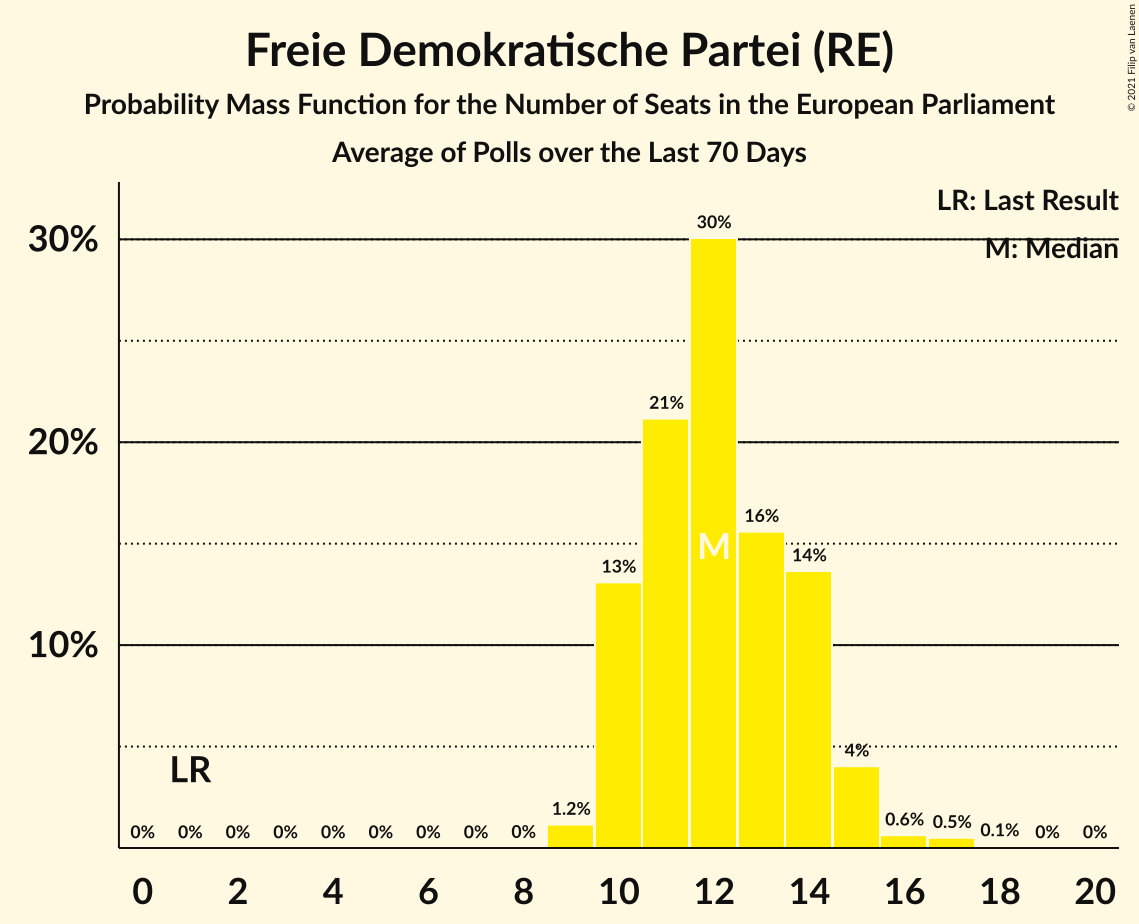 Freie Demokratische Partei (RE)
Probability Mass Function for the Number of Seats in the European Parliament
Average of Polls over the Last 70 Days
© 2021 Filip van Laenen
LR: Last Result
M: Median
30%
20%
10%
30%
21%
16%
M
14%
13%
4%
LR
1.2%
0.6%
0.5%
0.1%
0% 0% 0% 0% 0% 0% 0% 0% 0% 0% 0%
0 2 4 6 8 10 12 14 16 18 20